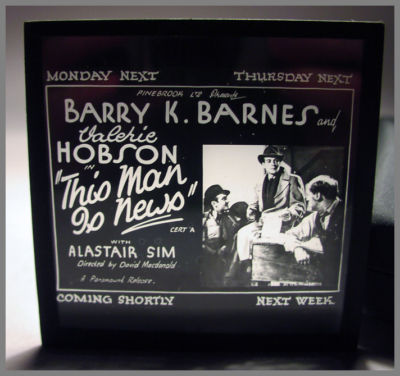 MONDAY NEXT THURSDAY NEXT
PINEBROOK LTD Presents
BARRY K. BARNES and
Valerie
HOBSON
IN
"This Man
Is News"
CERT 'A'
WITH
ALASTAIR SIM
Directed by David Macdonald
A Paramount Release.
COMING SHORTLY NEXT WEEK